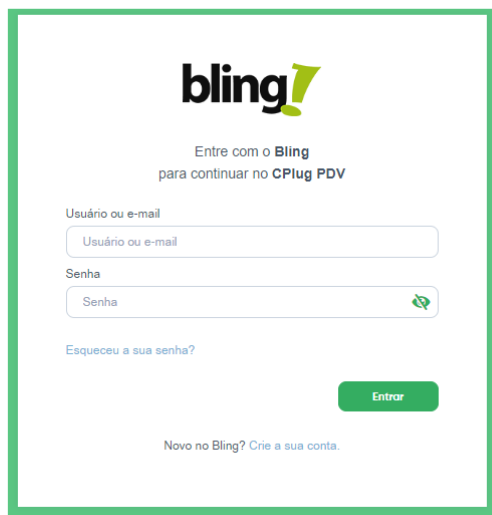 bling!
Entre com o Bling
para continuar no CPlug PDV
Usuário ou e-mail
Usuário ou e-mail
Senha
Senha
Esqueceu a sua senha?
Entrar
Novo no Bling? Crie a sua conta.